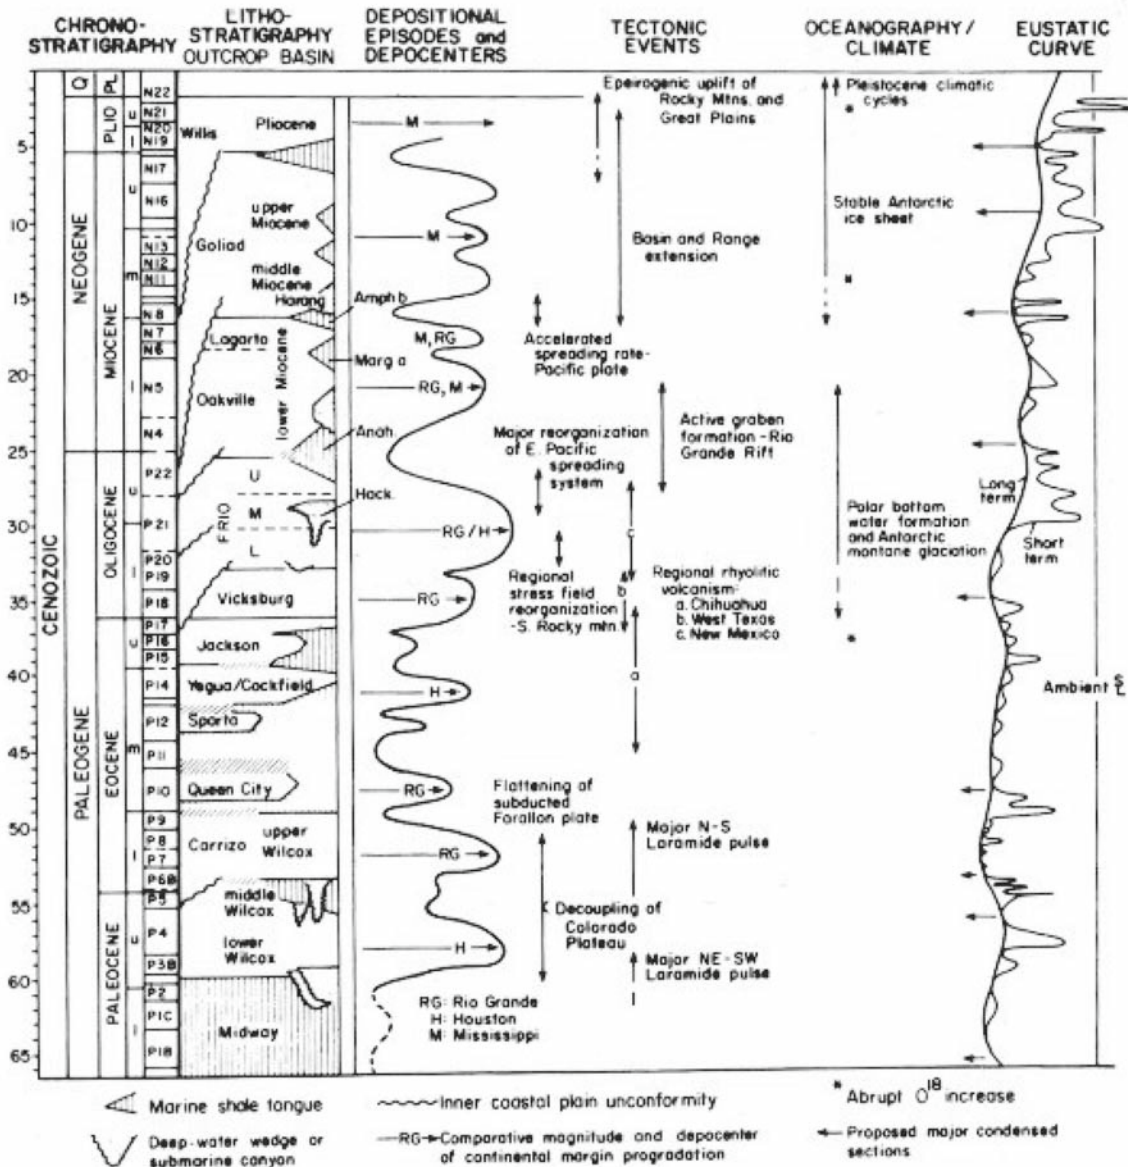 CHRONO-
STRATIGRAPHY
LITHO-
STRATIGRAPHY
OUTCROP BASIN
DEPOSITIONAL
EPISODES and
DEPOCENTERS
TECTONIC
EVENTS
OCEANOGRAPHY/
CLIMATE
EUSTATIC
CURVE
5
10
15
20
25
30
35
40
45
50
55
60
65
CENOZOIC
Q
NEOGENE
PALEOGENE
PL
PLIO
MIOCENE
OLIGOCENE
EOCENE
PALEOCENE
u
l
u
m
l
u
l
u
m
l
u
l
N22
N21
N20
N19
N17
N16
N13
N12
N11
N8
N7
N6
N5
N4
P22
P21
P20
P19
P18
P17
P16
P15
P14
P12
P11
P10
P9
P8
P7
P6B
P5
P4
P3B
P2
P1C
P1B
Willis
Pliocene
Goliad
upper
Miocene
middle
Miocene
Harang
Amph b
Lagarto
lower Miocene
Marg a
Oakville
Anah
U
FRIO
M
Hack.
L
Vicksburg
Jackson
Yegua/Cockfield
Sparta
Queen City
Carrizo
upper
Wilcox
middle
Wilcox
lower
Wilcox
Midway
M
M
M, RG
RG, M
RG / H
RG
H
RG
RG
H
RG: Rio Grande
H: Houston
M: Mississippi
Epeirogenic uplift of
Rocky Mtns. and
Great Plains
Basin and Range
extension
Accelerated
spreading rate-
Pacific plate
Active graben
formation - Rio
Grande Rift
Major reorganization
of E. Pacific
spreading
system
c
b
a
Regional
stress field
reorganization
-S. Rocky mtn.
Regional rhyolitic
volcanism:
a. Chihuahua
b. West Texas
c. New Mexico
Flattening of
subducted
Forallon plate
Major N-S
Laramide pulse
Decoupling of
Colorado
Plateau
Major NE-SW
Laramide pulse
Pleistocene climatic
cycles
*
Stable Antarctic
ice sheet
*
Polar bottom
water formation
and Antarctic
montane glaciation
*
Long
term
Short
term
Ambient SL
Marine shale tongue
Deep-water wedge or
submarine canyon
Inner coastal plain unconformity
RG Comparative magnitude and depocenter
of continental margin progradation
* Abrupt O18 increase
Proposed major condensed
sections